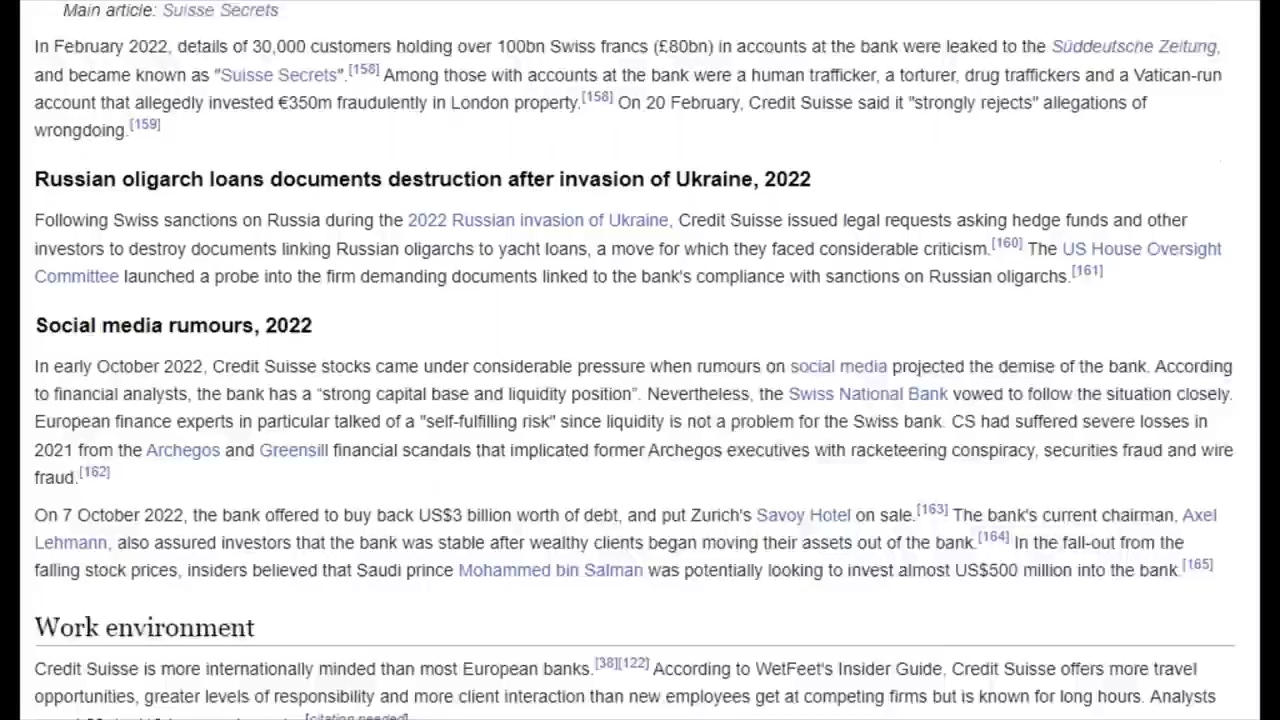 Main article: Suisse Secrets
In February 2022, details of 30,000 customers holding over 100bn Swiss francs (£80bn) in accounts at the bank were leaked to the Süddeutsche Zeitung,
and became known as "Suisse Secrets".[158] Among those with accounts at the bank were a human trafficker, a torturer, drug traffickers and a Vatican-run
account that allegedly invested €350m fraudulently in London property.[158] On 20 February, Credit Suisse said it "strongly rejects" allegations of
wrongdoing.[159]
Russian oligarch loans documents destruction after invasion of Ukraine, 2022
Following Swiss sanctions on Russia during the 2022 Russian invasion of Ukraine, Credit Suisse issued legal requests asking hedge funds and other
investors to destroy documents linking Russian oligarchs to yacht loans, a move for which they faced considerable criticism.[160] The US House Oversight
Committee launched a probe into the firm demanding documents linked to the bank's compliance with sanctions on Russian oligarchs.[161]
Social media rumours, 2022
In early October 2022, Credit Suisse stocks came under considerable pressure when rumours on social media projected the demise of the bank. According
to financial analysts, the bank has a “strong capital base and liquidity position”. Nevertheless, the Swiss National Bank vowed to follow the situation closely.
European finance experts in particular talked of a "self-fulfilling risk" since liquidity is not a problem for the Swiss bank. CS had suffered severe losses in
2021 from the Archegos and Greensill financial scandals that implicated former Archegos executives with racketeering conspiracy, securities fraud and wire
fraud.[162]
On 7 October 2022, the bank offered to buy back US$3 billion worth of debt, and put Zurich's Savoy Hotel on sale.[163] The bank's current chairman, Axel
Lehmann, also assured investors that the bank was stable after wealthy clients began moving their assets out of the bank.[164] In the fall-out from the
falling stock prices, insiders believed that Saudi prince Mohammed bin Salman was potentially looking to invest almost US$500 million into the bank.[165]
Work environment
Credit Suisse is more internationally minded than most European banks.[38][122] According to WetFeet's Insider Guide, Credit Suisse offers more travel
opportunities, greater levels of responsibility and more client interaction than new employees get at competing firms but is known for long hours. Analysts
[citation needed]